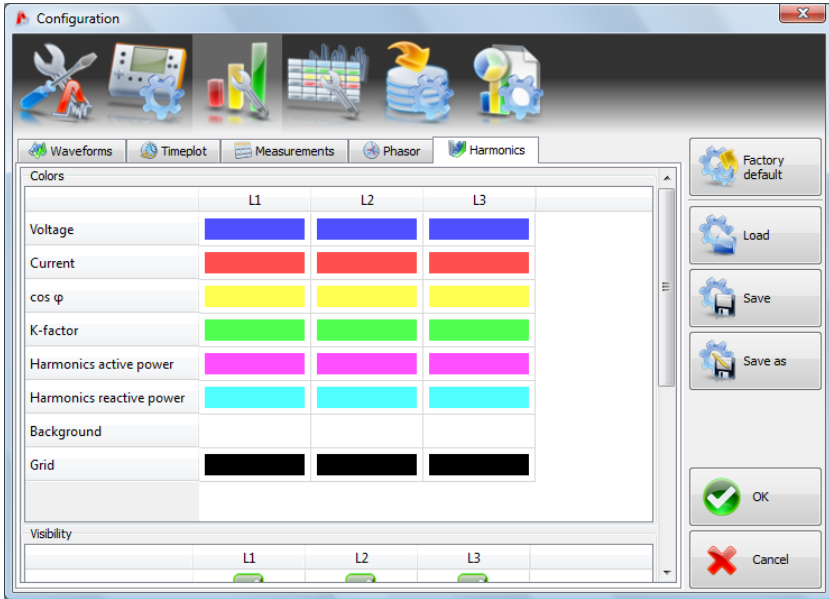 Configuration
Waveforms Timeplot Measurements Phasor Harmonics
Colors
L1 L2 L3
Voltage
Current
cos φ
K-factor
Harmonics active power
Harmonics reactive power
Background
Grid
Visibility
L1 L2 L3
Factory
default
Load
Save
Save as
OK
Cancel